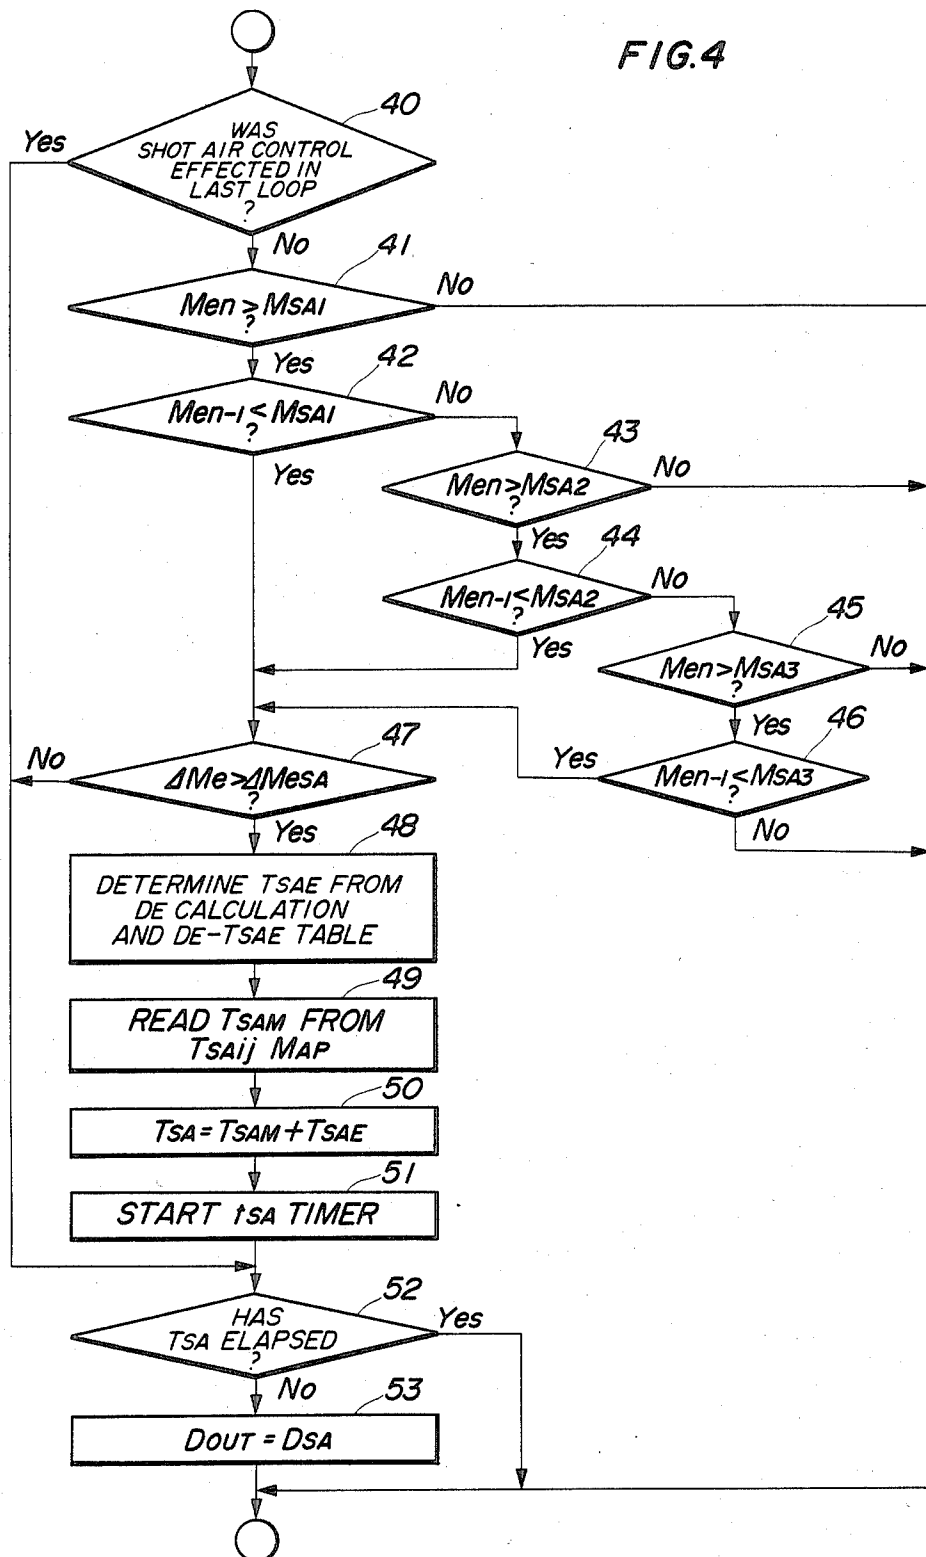 FIG.4
40
WAS
SHOT AIR CONTROL
EFFECTED IN
LAST LOOP
?
Yes
No
41
Men > MSA1
?
No
Yes
42
Men-1 < MSA1
?
No
Yes
43
Men>MSA2
?
No
Yes
44
Men-1<MSA2
?
No
Yes
45
Men>MSA3
?
No
Yes
46
Men-1<MSA3
?
Yes
No
47
ΔMe>ΔMeSA
?
No
Yes
48
DETERMINE TSAE FROM
DE CALCULATION
AND DE-TSAE TABLE
49
READ TSAM FROM
TSAij MAP
50
TSA = TSAM + TSAE
51
START tSA TIMER
52
HAS
TSA ELAPSED
?
Yes
No
53
DOUT = DSA